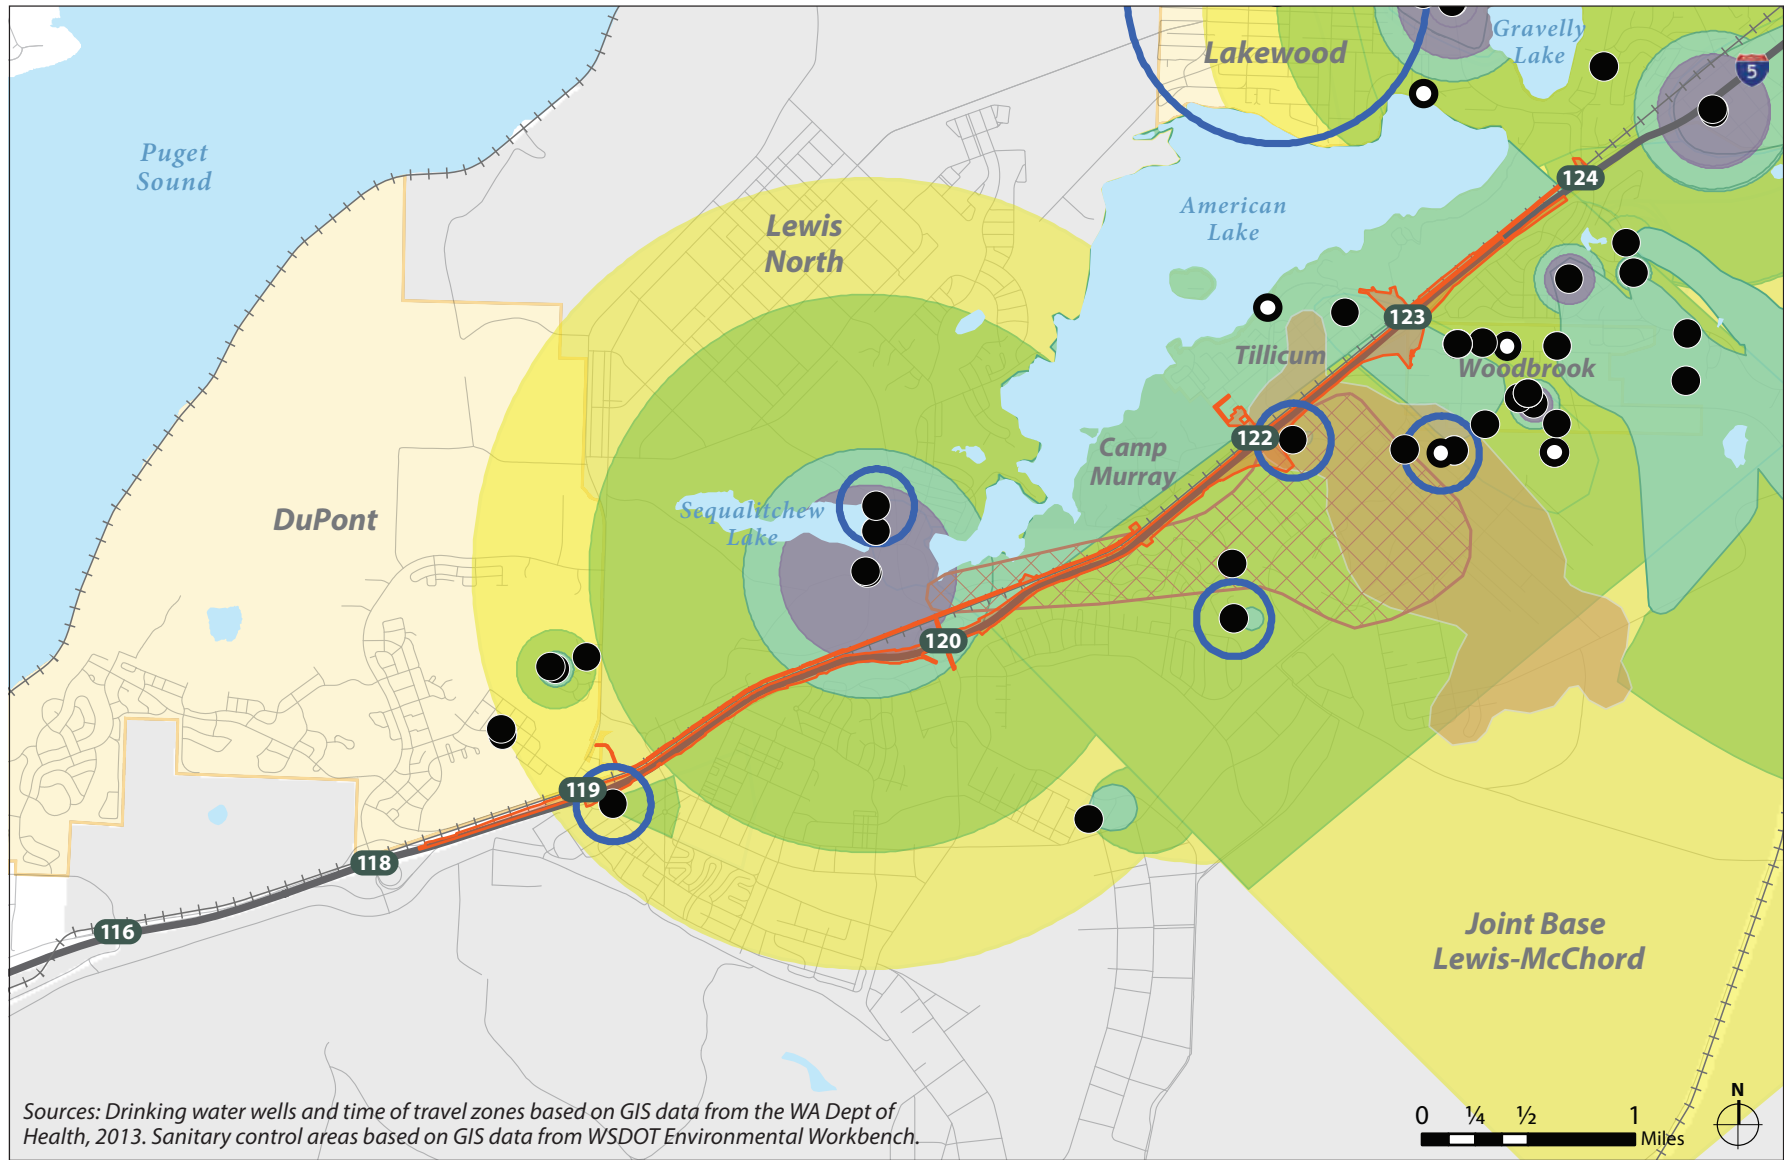 Lakewood
Gravelly
Lake
5
Puget
Sound
124
American
Lake
Lewis
North
123
Tillicum
Woodbrook
122
Camp
Murray
Sequalitchew
Lake
DuPont
120
119
118
116
Joint Base
Lewis-McChord
Sources: Drinking water wells and time of travel zones based on GIS data from the WA Dept of
Health, 2013. Sanitary control areas based on GIS data from WSDOT Environmental Workbench.
0 ¼ ½ 1
Miles
N